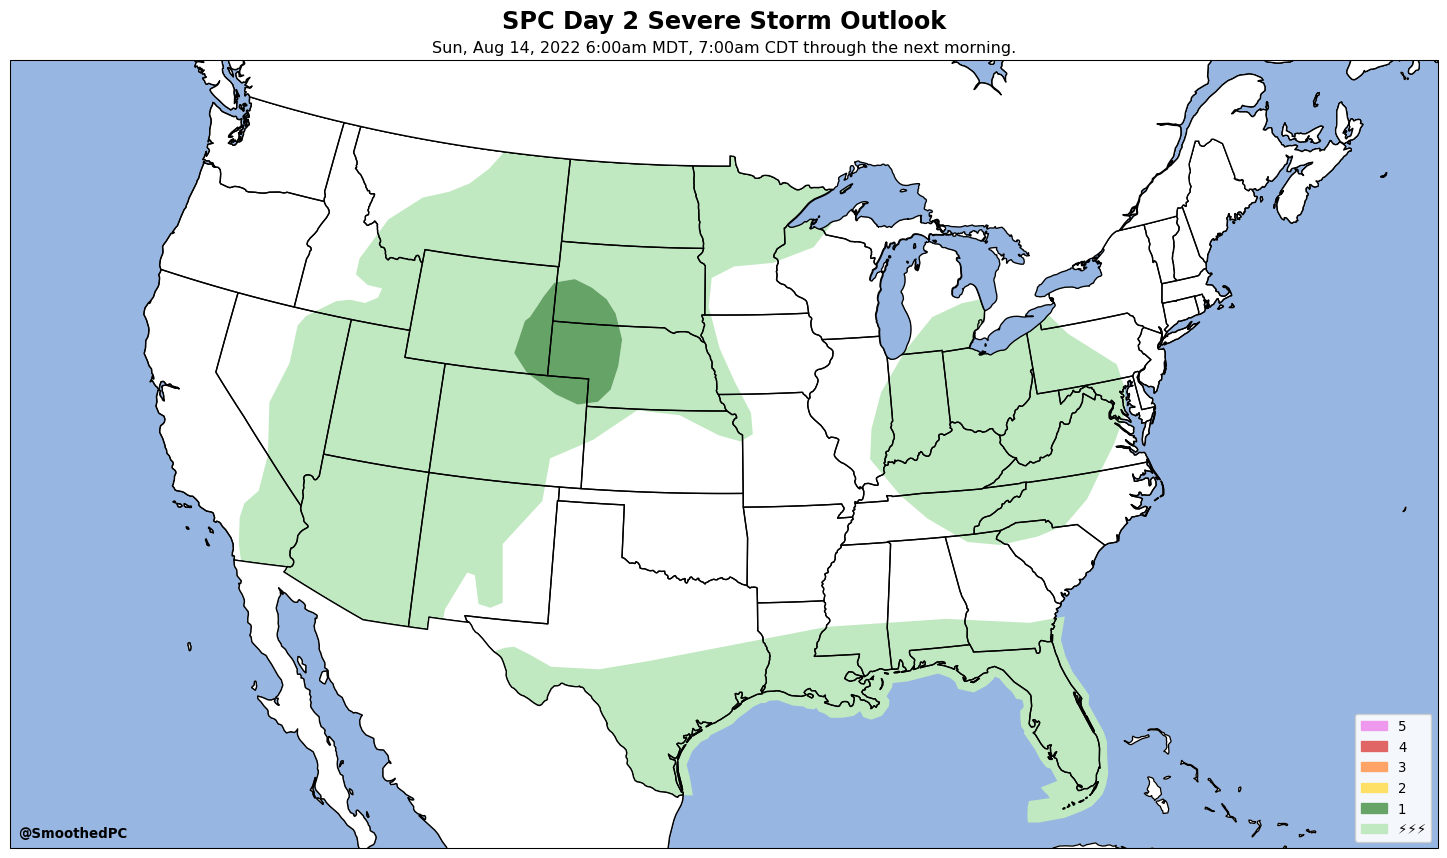 SPC Day 2 Severe Storm Outlook
Sun, Aug 14, 2022 6:00am MDT, 7:00am CDT through the next morning.
5
4
3
2
1
⚡⚡⚡
@SmoothedPC